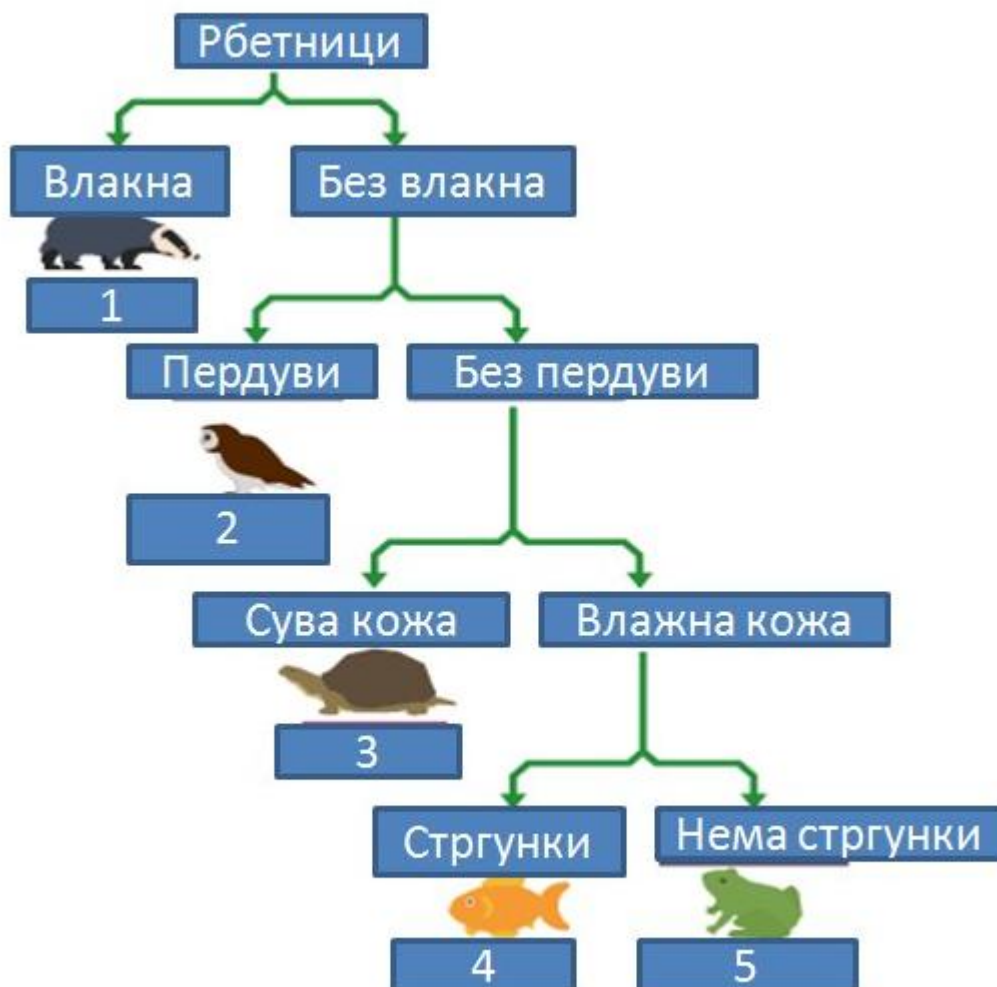 Рбетници
Влакна
Без влакна
1
Пердуви
Без пердуви
2
Сува кожа
Влажна кожа
3
Стргунки
Нема стргунки
4
5